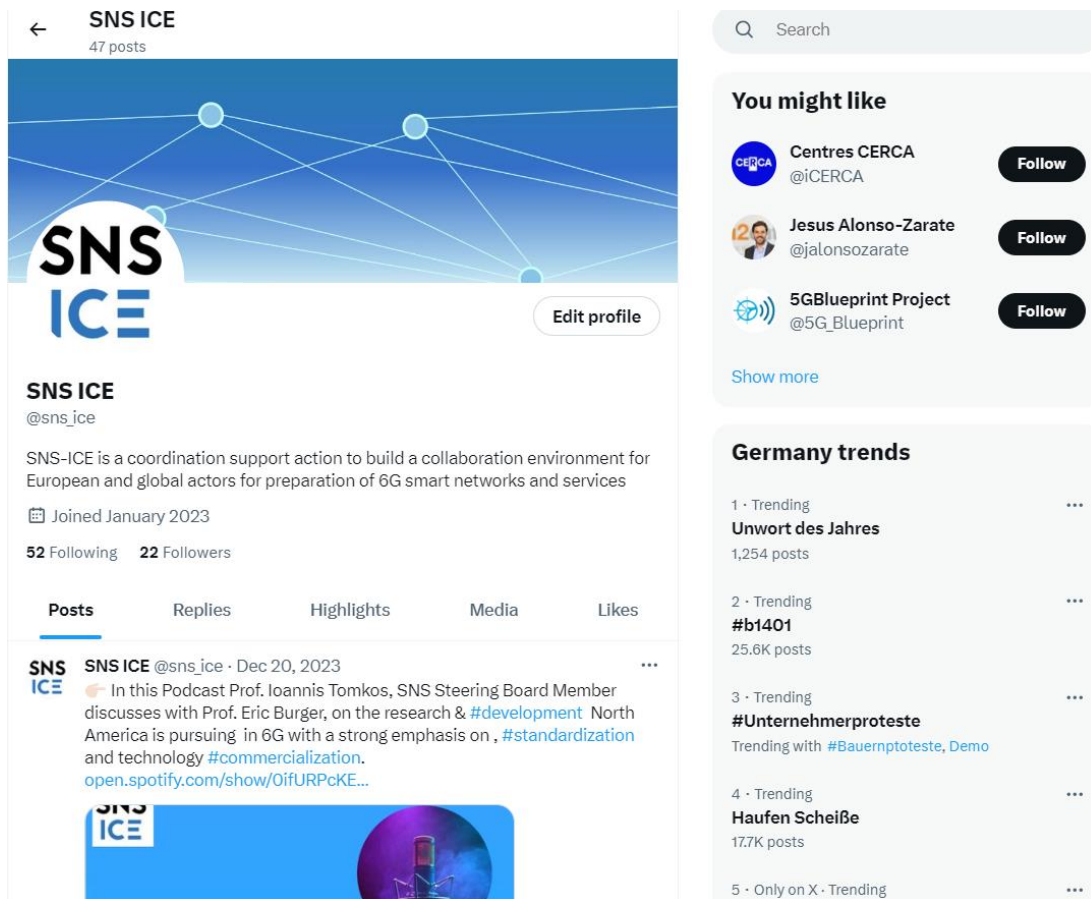 SNS ICE
47 posts
SNS
ICE
Edit profile
SNS ICE
@sns_ice
SNS-ICE is a coordination support action to build a collaboration environment for
European and global actors for preparation of 6G smart networks and services
Joined January 2023
52 Following 22 Followers
Posts Replies Highlights Media Likes
SNS
ICE
SNS ICE @sns_ice · Dec 20, 2023
In this Podcast Prof. Ioannis Tomkos, SNS Steering Board Member
discusses with Prof. Eric Burger, on the research & #development North
America is pursuing in 6G with a strong emphasis on , #standardization
and technology #commercialization.
open.spotify.com/show/0ifURPcKE...
SNS
ICE
Search
You might like
CERCA
Centres CERCA
@iCERCA
Follow
Jesus Alonso-Zarate
@jalonsozarate
Follow
5GBlueprint Project
@5G_Blueprint
Follow
Show more
Germany trends
1 · Trending
Unwort des Jahres
1,254 posts
2 · Trending
#b1401
25.6K posts
3 · Trending
#Unternehmerproteste
Trending with #Bauernptoteste, Demo
4 · Trending
Haufen Scheiße
17.7K posts
5 · Only on X · Trending